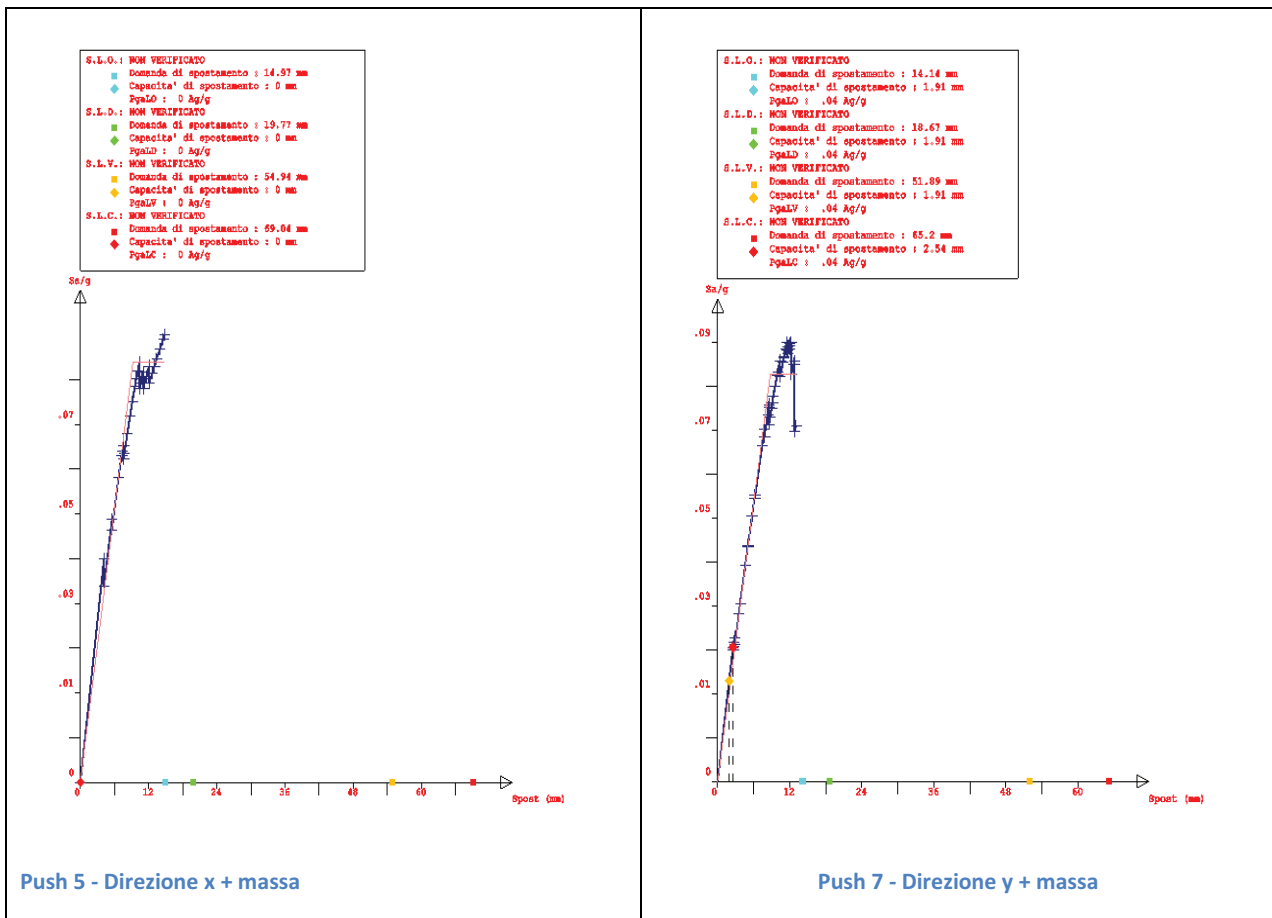 S.L.O.: NON VERIFICATO
Domanda di spostamento : 14.97 mm
Capacita' di spostamento : 0 mm
PgaLO : 0 Ag/g
S.L.D.: NON VERIFICATO
Domanda di spostamento : 19.77 mm
Capacita' di spostamento : 0 mm
PgaLD : 0 Ag/g
S.L.V.: NON VERIFICATO
Domanda di spostamento : 54.94 mm
Capacita' di spostamento : 0 mm
PgaLV : 0 Ag/g
S.L.C.: NON VERIFICATO
Domanda di spostamento : 69.04 mm
Capacita' di spostamento : 0 mm
PgaLC : 0 Ag/g
Sa/g
.07
.05
.03
.01
0
0 12 24 36 48 60
Spost (mm)
Push 5 - Direzione x + massa
S.L.O.: NON VERIFICATO
Domanda di spostamento : 14.14 mm
Capacita' di spostamento : 1.91 mm
PgaLO : .04 Ag/g
S.L.D.: NON VERIFICATO
Domanda di spostamento : 18.67 mm
Capacita' di spostamento : 1.91 mm
PgaLD : .04 Ag/g
S.L.V.: NON VERIFICATO
Domanda di spostamento : 51.89 mm
Capacita' di spostamento : 1.91 mm
PgaLV : .04 Ag/g
S.L.C.: NON VERIFICATO
Domanda di spostamento : 65.2 mm
Capacita' di spostamento : 2.54 mm
PgaLC : .04 Ag/g
Sa/g
.09
.07
.05
.03
.01
0
0 12 24 36 48 60
Spost (mm)
Push 7 - Direzione y + massa